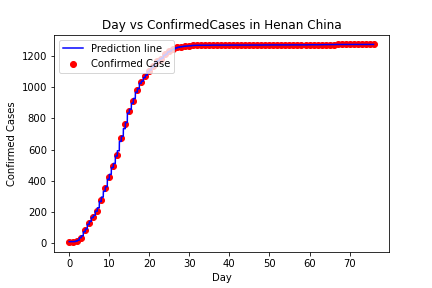 Day vs ConfirmedCases in Henan China
Prediction line
Confirmed Case
Confirmed Cases
1200
1000
800
600
400
200
0
0 10 20 30 40 50 60 70
Day